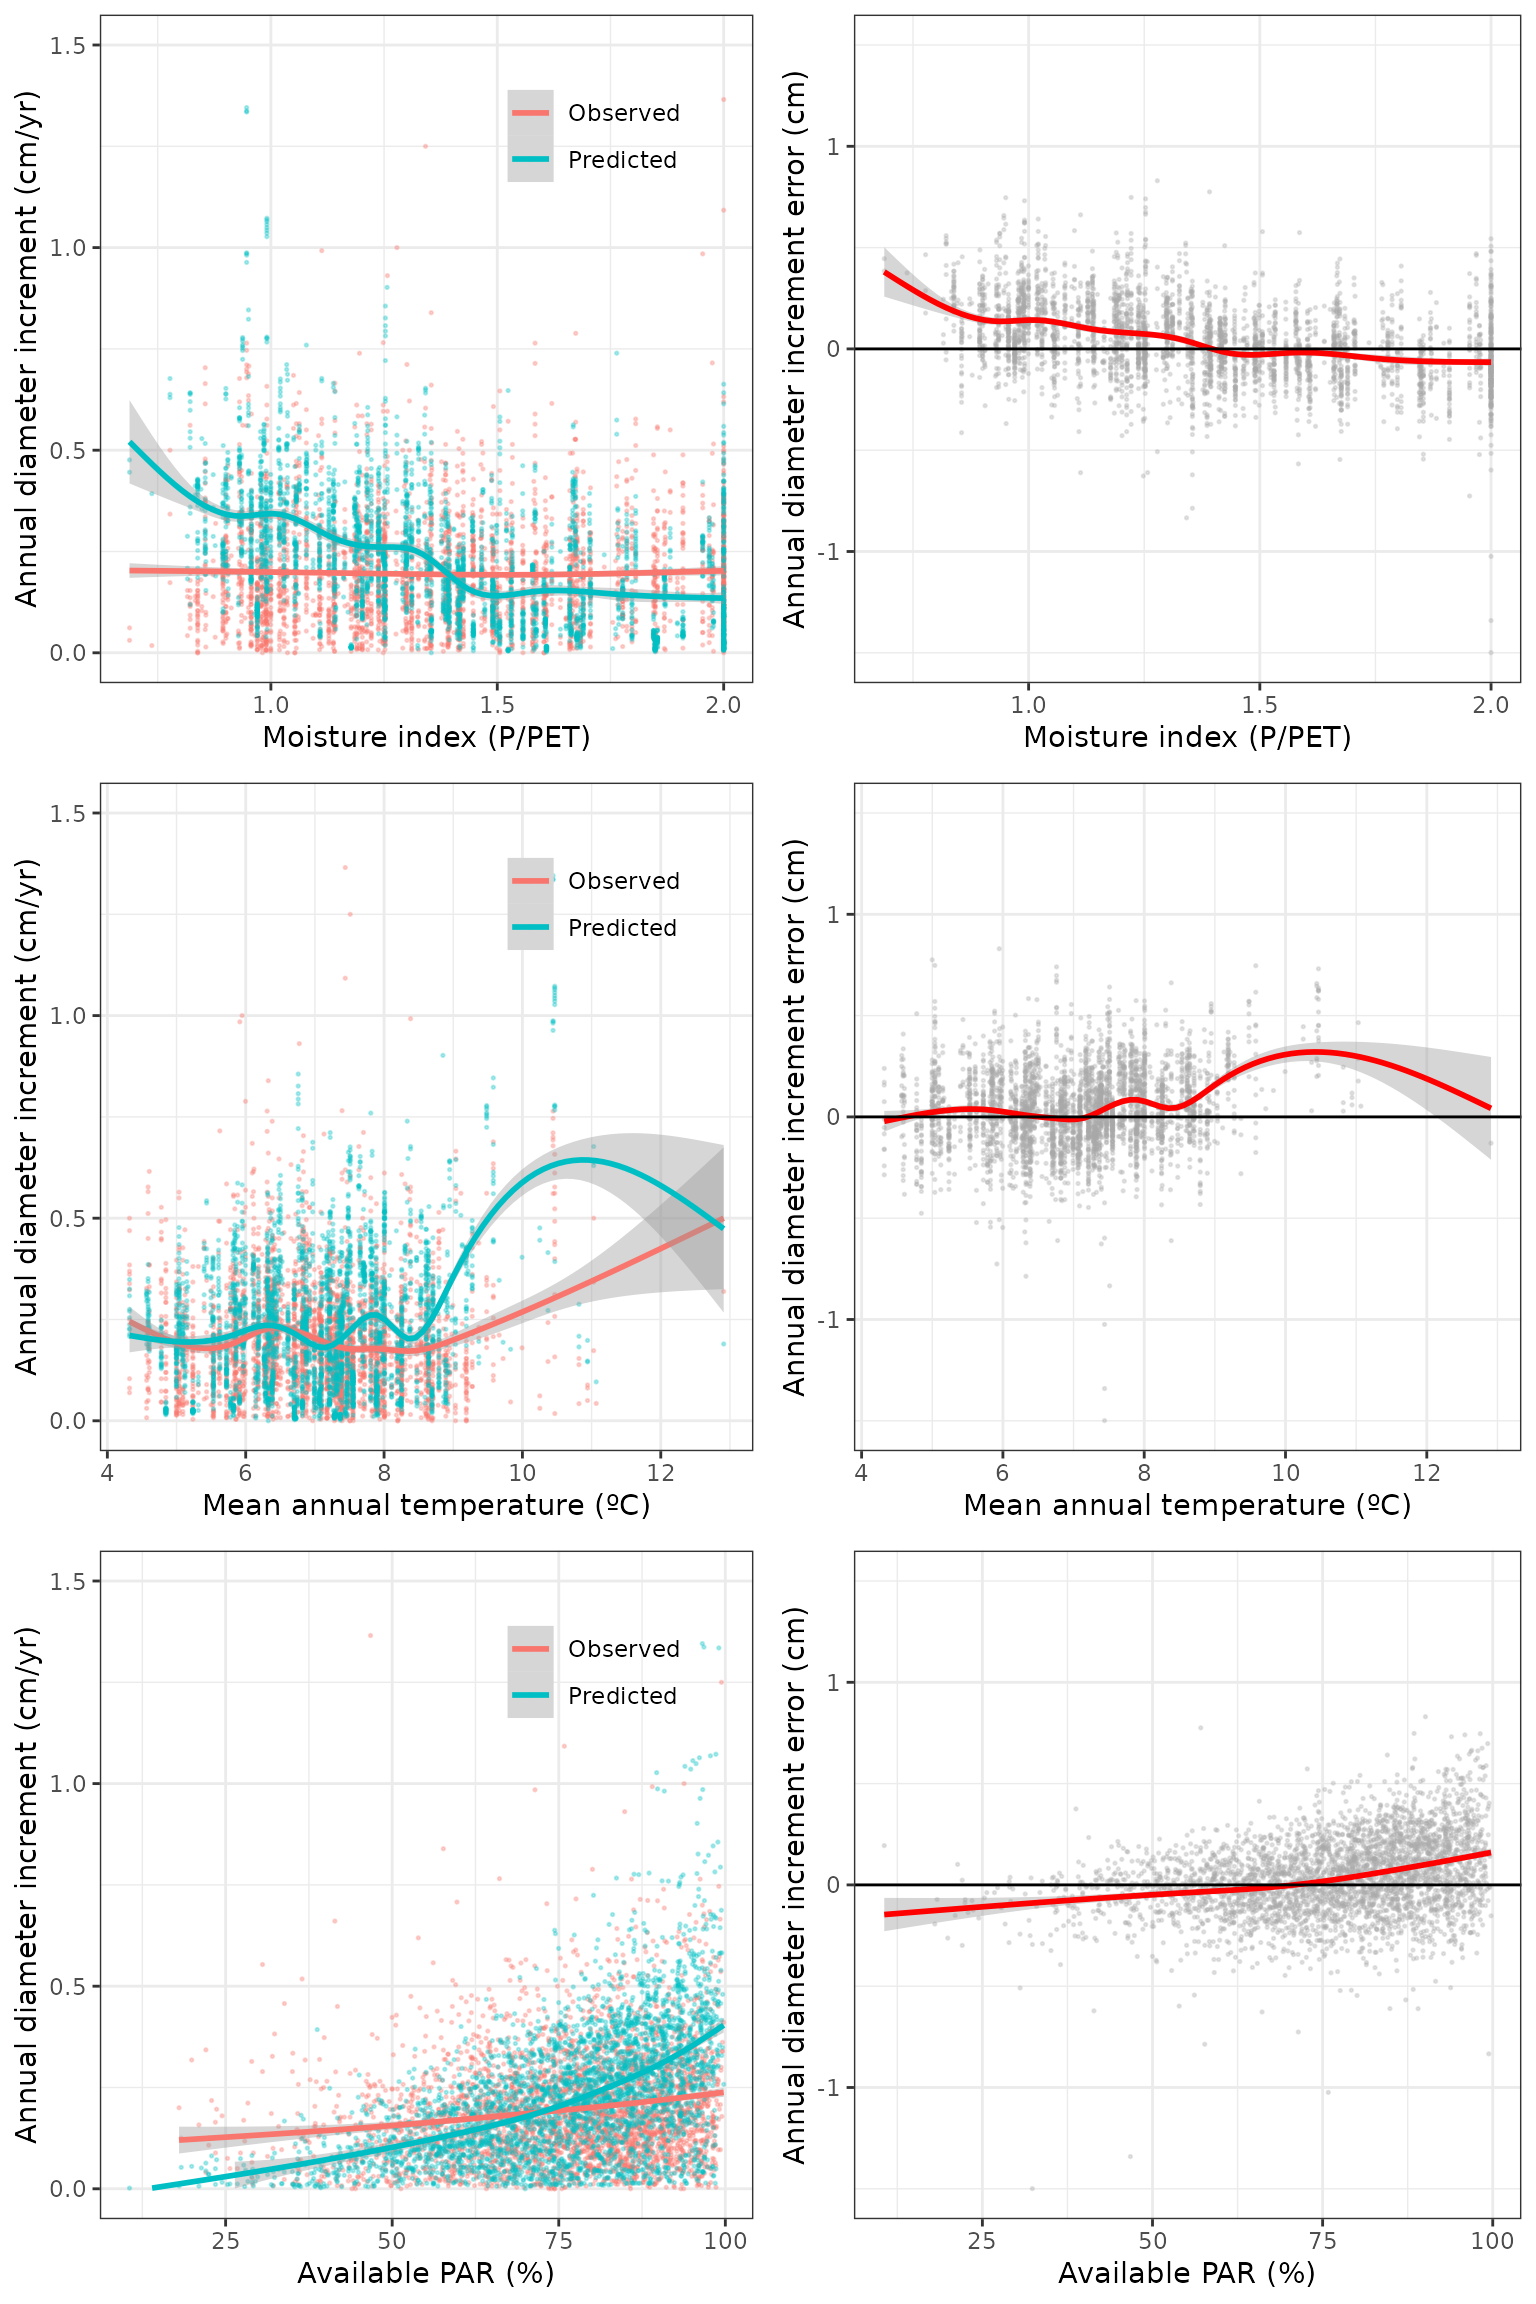 Annual diameter increment (cm/yr)
1.5
1.0
0.5
0.0
Observed
Predicted
1.0 1.5 2.0
Moisture index (P/PET)
Annual diameter increment error (cm)
1
0
-1
1.0 1.5 2.0
Moisture index (P/PET)
Annual diameter increment (cm/yr)
1.5
1.0
0.5
0.0
Observed
Predicted
4 6 8 10 12
Mean annual temperature (ºC)
Annual diameter increment error (cm)
1
0
-1
4 6 8 10 12
Mean annual temperature (ºC)
Annual diameter increment (cm/yr)
1.5
1.0
0.5
0.0
Observed
Predicted
25 50 75 100
Available PAR (%)
Annual diameter increment error (cm)
1
0
-1
25 50 75 100
Available PAR (%)